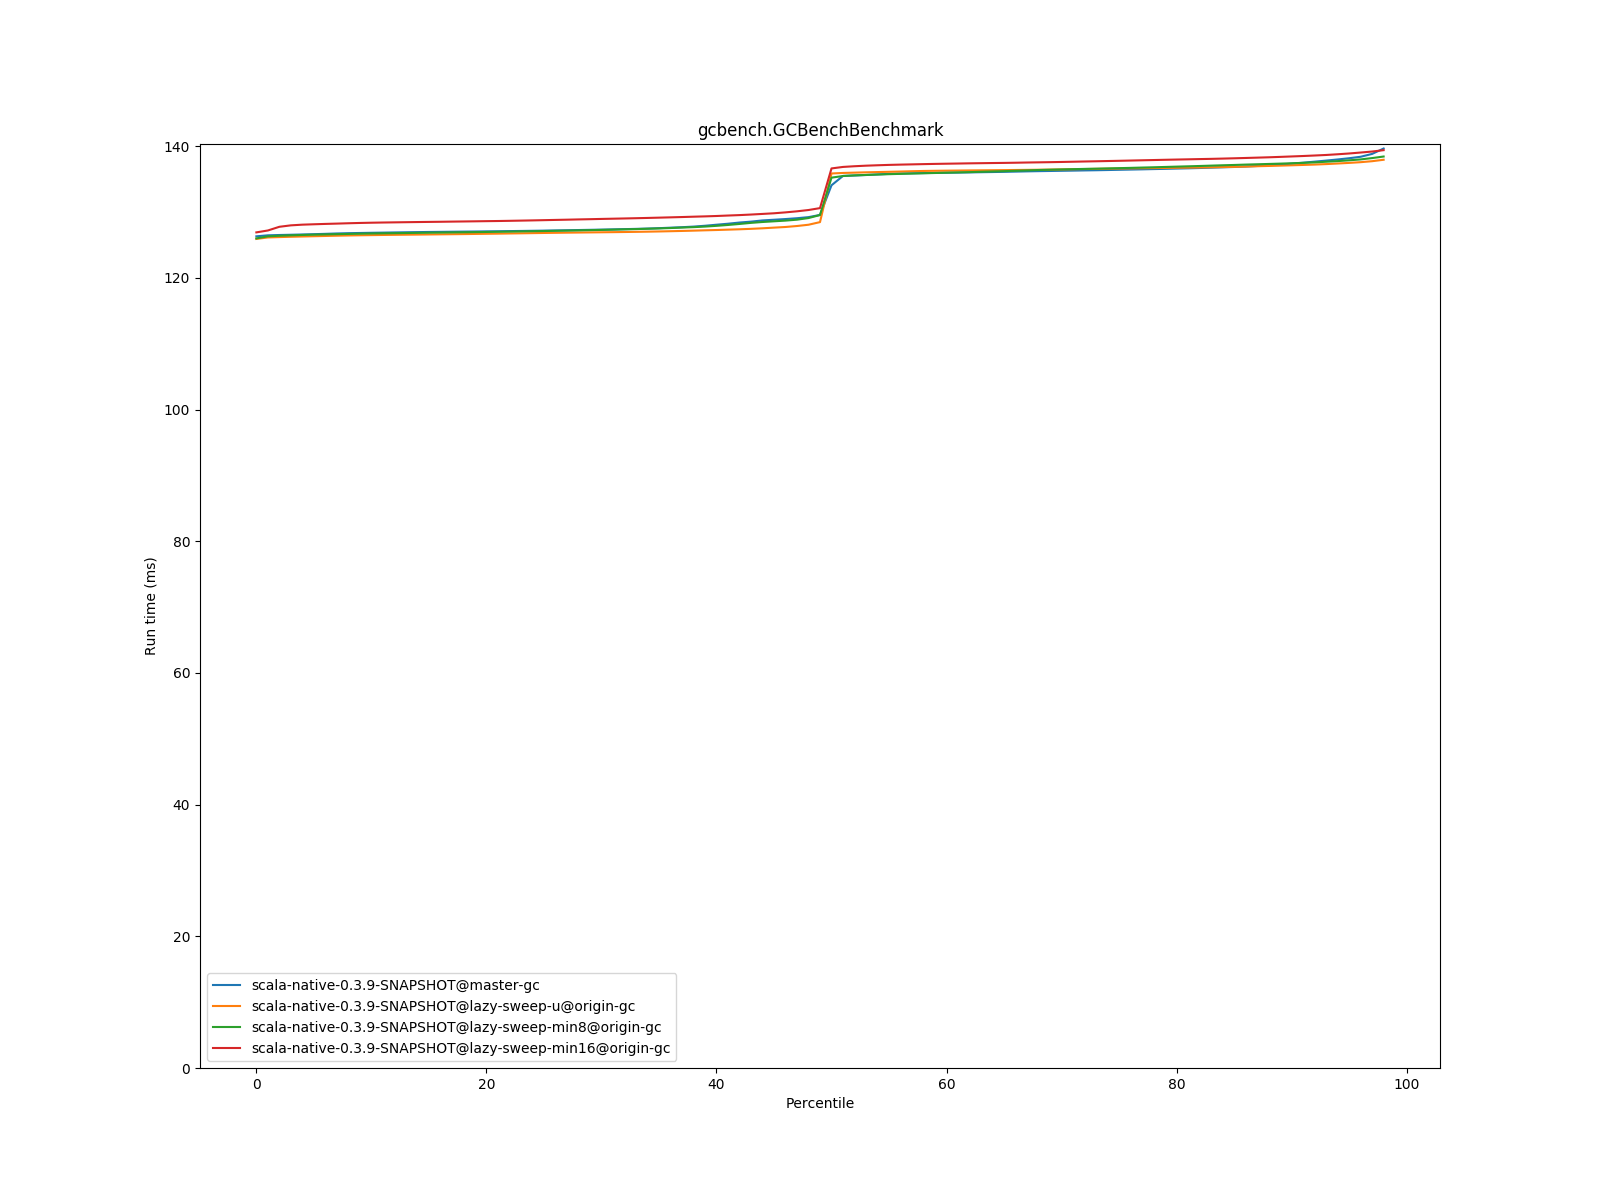 gcbench.GCBenchBenchmark
140
120
100
80
60
40
20
0
Run time (ms)
scala-native-0.3.9-SNAPSHOT@master-gc
scala-native-0.3.9-SNAPSHOT@lazy-sweep-u@origin-gc
scala-native-0.3.9-SNAPSHOT@lazy-sweep-min8@origin-gc
scala-native-0.3.9-SNAPSHOT@lazy-sweep-min16@origin-gc
0 20 40 60 80 100
Percentile